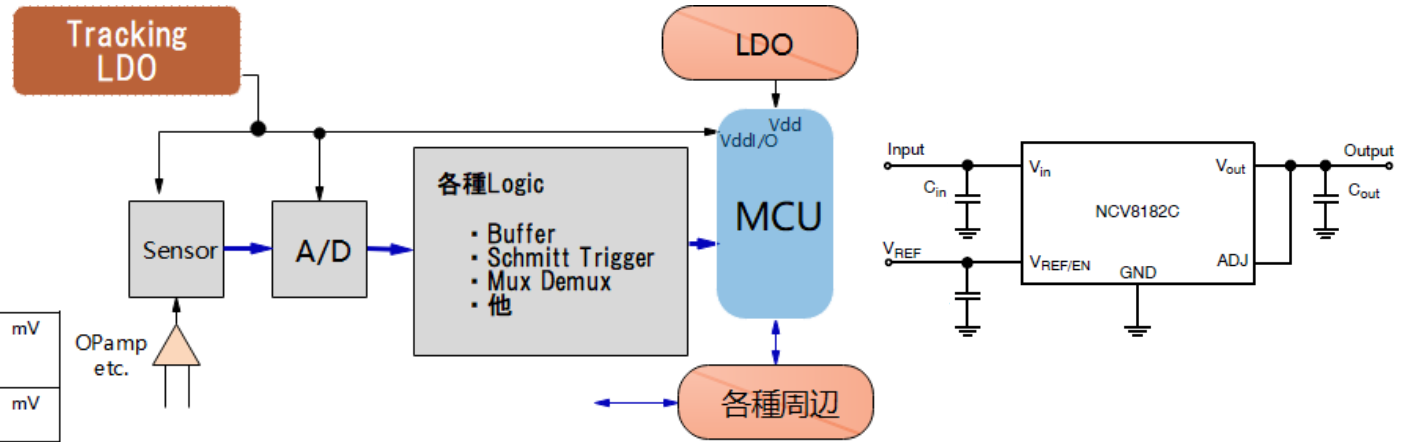 Tracking
LDO
LDO
Vdd
VddI/O
MCU
各種Logic
・Buffer
・Schmitt Trigger
・Mux Demux
・他
Sensor
A/D
OPamp
etc.
mV
mV
各種周辺
Input
Output
Vin
Vout
Cin
Cout
NCV8182C
VREF
VREF/EN
ADJ
GND